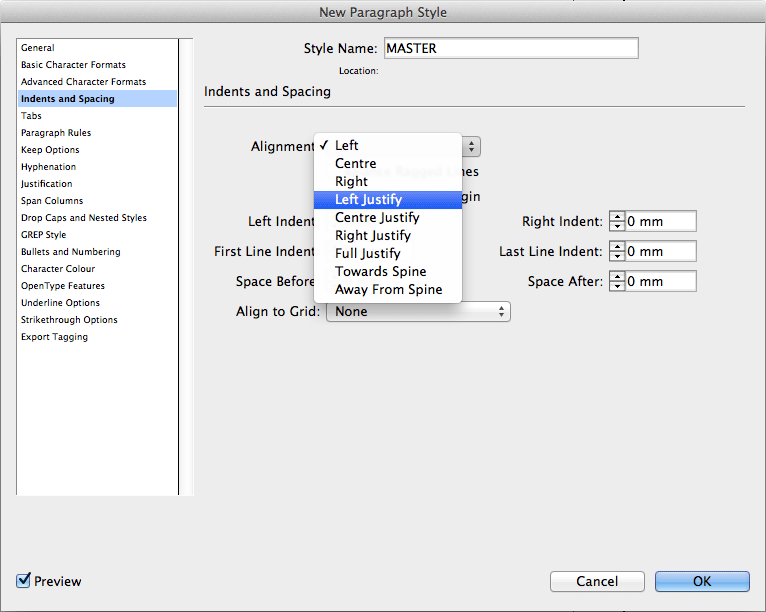 New Paragraph Style
General
Basic Character Formats
Advanced Character Formats
Indents and Spacing
Tabs
Paragraph Rules
Keep Options
Hyphenation
Justification
Span Columns
Drop Caps and Nested Styles
GREP Style
Bullets and Numbering
Character Colour
OpenType Features
Underline Options
Strikethrough Options
Export Tagging
Style Name: MASTER
Location:
Indents and Spacing
Alignment
✓ Left
Centre
Right
Left Justify
Centre Justify
Right Justify
Full Justify
Towards Spine
Away From Spine
Left Indent
Right Indent: 0 mm
First Line Indent
Last Line Indent: 0 mm
Space Before
Space After: 0 mm
Align to Grid: None
Preview
Cancel
OK